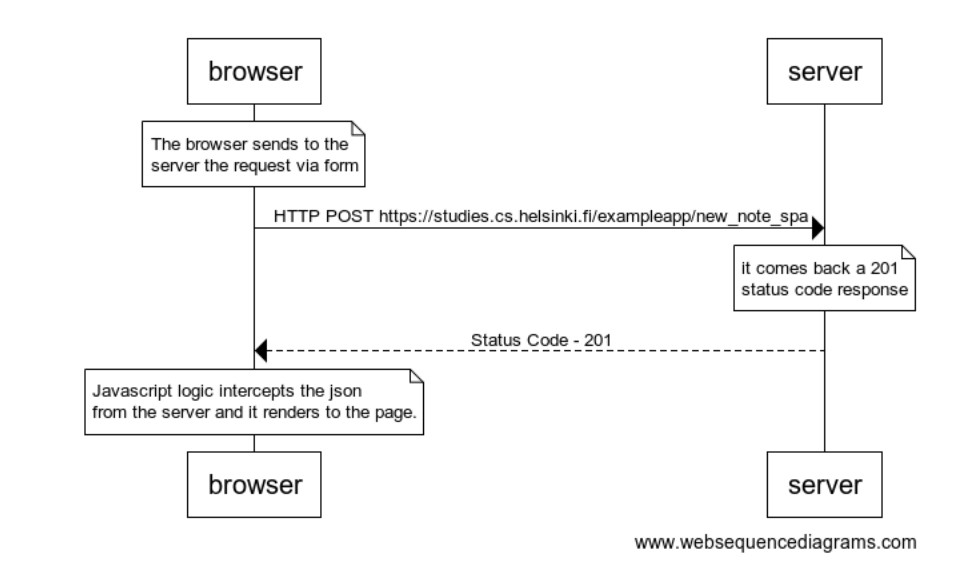 browser
server
The browser sends to the
server the request via form
HTTP POST https://studies.cs.helsinki.fi/exampleapp/new_note_spa
it comes back a 201
status code response
Status Code - 201
Javascript logic intercepts the json
from the server and it renders to the page.
browser
server
www.websequencediagrams.com